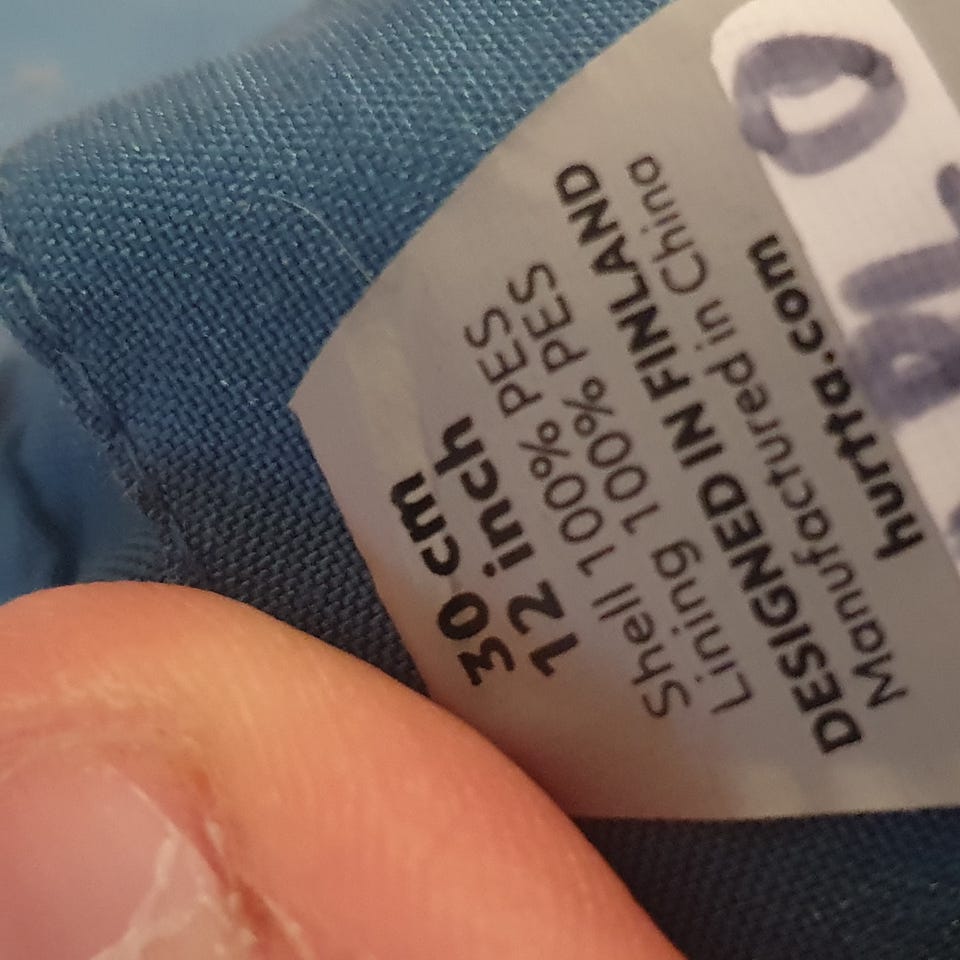 30 cm
12 inch
Shell 100% PES
Lining 100% PES
DESIGNED IN FINLAND
Manufactured in China
hurtta.com